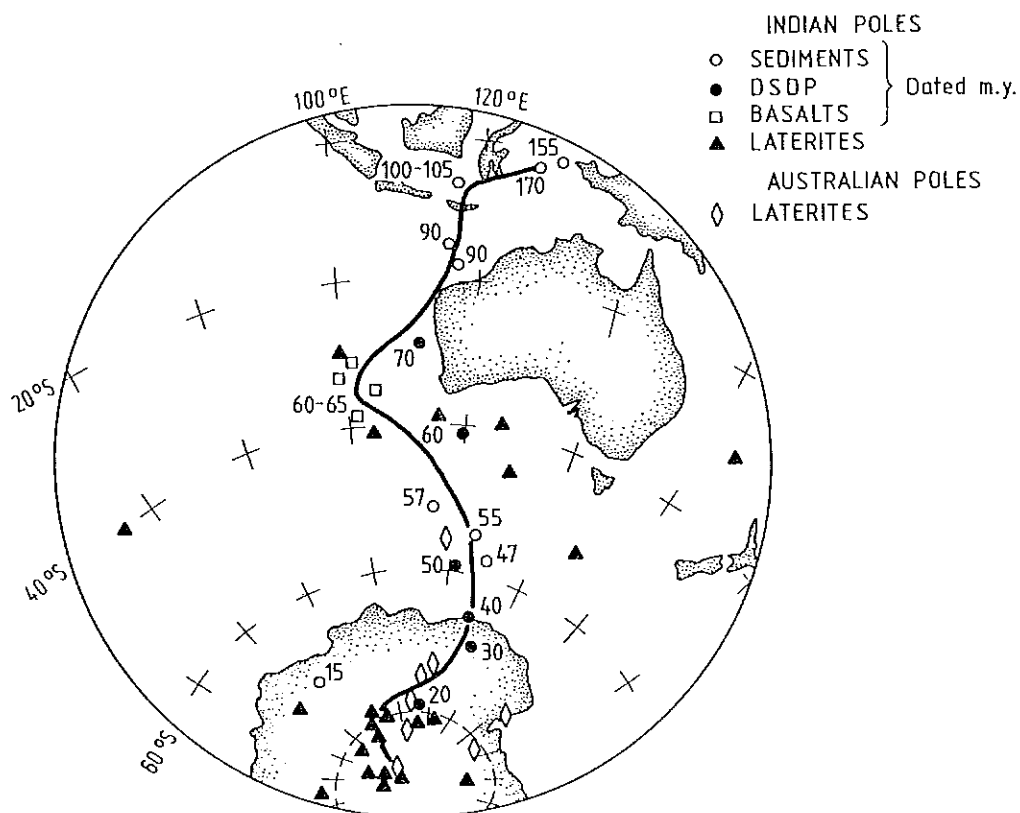 INDIAN POLES
SEDIMENTS
DSDP
BASALTS
Dated m.y.
LATERITES
AUSTRALIAN POLES
LATERITES
100°E
120°E
155
100-105
170
90
90
70
20°S
60-65
60
57
55
50
47
40°S
40
30
15
20
60°S